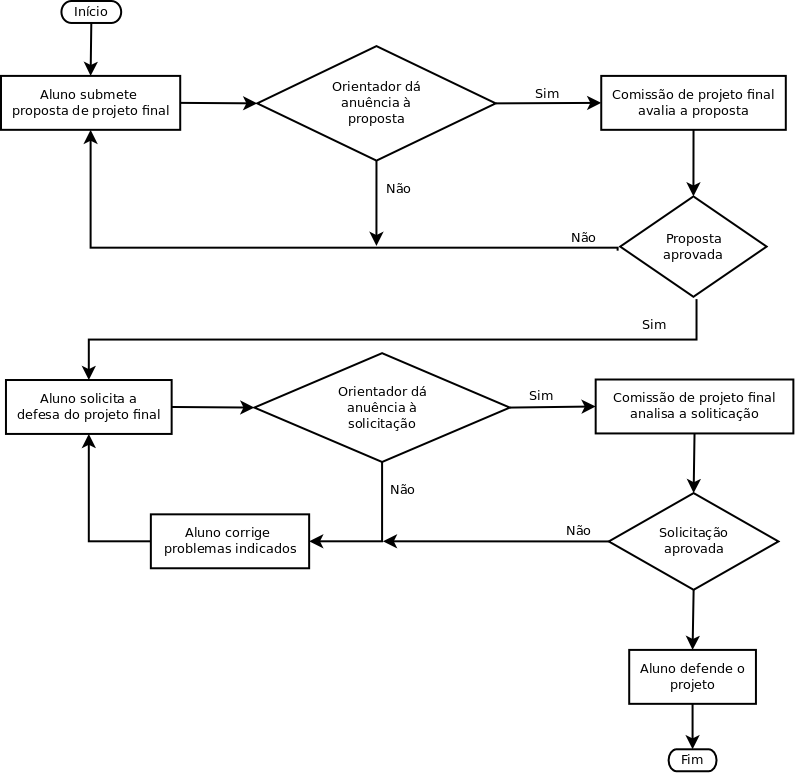 Início
Aluno submete
proposta de projeto final
Orientador dá
anuência à
proposta
Sim
Comissão de projeto final
avalia a proposta
Não
Não
Proposta
aprovada
Sim
Aluno solicita a
defesa do projeto final
Orientador dá
anuência à
solicitação
Sim
Comissão de projeto final
analisa a soliticação
Não
Aluno corrige
problemas indicados
Não
Solicitação
aprovada
Aluno defende o
projeto
Fim